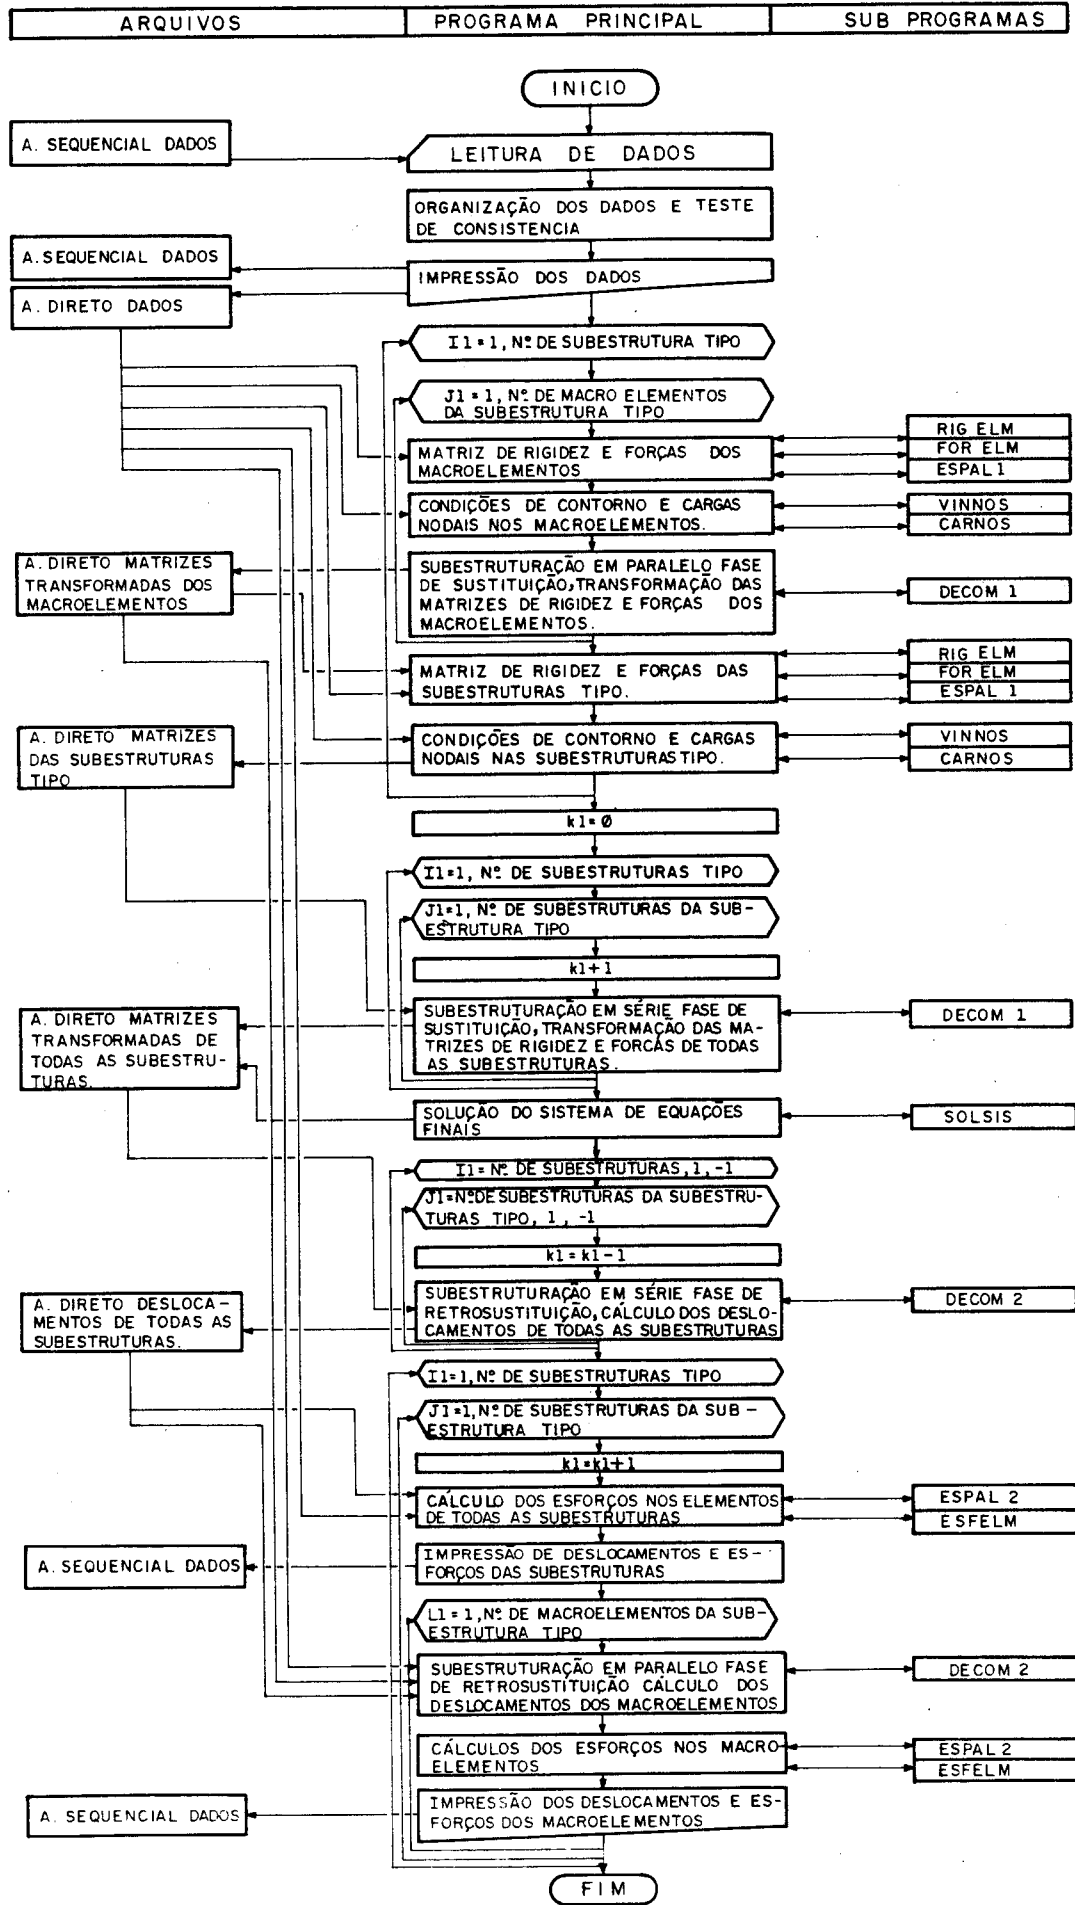 ARQUIVOS
PROGRAMA PRINCIPAL
SUB PROGRAMAS
INICIO
A. SEQUENCIAL DADOS
LEITURA DE DADOS
ORGANIZAÇÃO DOS DADOS E TESTE
DE CONSISTENCIA
A. SEQUENCIAL DADOS
IMPRESSÃO DOS DADOS
A. DIRETO DADOS
I1=1, Nº DE SUBESTRUTURA TIPO
J1=1, Nº DE MACRO ELEMENTOS
DA SUBESTRUTURA TIPO
MATRIZ DE RIGIDEZ E FORÇAS DOS
MACROELEMENTOS
RIG ELM
FOR ELM
ESPAL 1
CONDIÇÕES DE CONTORNO E CARGAS
NODAIS NOS MACROELEMENTOS.
VINNOS
CARNOS
A. DIRETO MATRIZES
TRANSFORMADAS DOS
MACROELEMENTOS
SUBESTRUTURAÇÃO EM PARALELO FASE
DE SUSTITUIÇÃO, TRANSFORMAÇÃO DAS
MATRIZES DE RIGIDEZ E FORÇAS DOS
MACROELEMENTOS.
DECOM 1
MATRIZ DE RIGIDEZ E FORÇAS DAS
SUBESTRUTURAS TIPO.
RIG ELM
FOR ELM
ESPAL 1
A. DIRETO MATRIZES
DAS SUBESTRUTURAS
TIPO
CONDIÇÕES DE CONTORNO E CARGAS
NODAIS NAS SUBESTRUTURAS TIPO.
VINNOS
CARNOS
k1=Ø
I1=1, Nº DE SUBESTRUTURAS TIPO
J1=1, Nº DE SUBESTRUTURAS DA SUB-
ESTRUTURA TIPO
k1+1
A. DIRETO MATRIZES
TRANSFORMADAS DE
TODAS AS SUBESTRU-
TURAS.
SUBESTRUTURAÇÃO EM SÉRIE FASE DE
SUSTITUIÇÃO, TRANSFORMAÇÃO DAS MA-
TRIZES DE RIGIDEZ E FORCAS DE TODAS
AS SUBESTRUTURAS.
DECOM 1
SOLUÇÃO DO SISTEMA DE EQUAÇÕES
FINAIS
SOLSIS
I1=Nº DE SUBESTRUTURAS, 1, -1
J1=Nº DE SUBESTRUTURAS DA SUBESTRU-
TURAS TIPO, 1, -1
k1=k1-1
A. DIRETO DESLOCA-
MENTOS DE TODAS AS
SUBESTRUTURAS.
SUBESTRUTURAÇÃO EM SÉRIE FASE DE
RETROSUSTITUIÇÃO, CÁLCULO DOS DESLO-
CAMENTOS DE TODAS AS SUBESTRUTURAS
DECOM 2
I1=1, Nº DE SUBESTRUTURAS TIPO
J1=1, Nº DE SUBESTRUTURAS DA SUB-
ESTRUTURA TIPO
k1=k1+1
CÁLCULO DOS ESFORÇOS NOS ELEMENTOS
DE TODAS AS SUBESTRUTURAS
ESPAL 2
ESFELM
A. SEQUENCIAL DADOS
IMPRESSÃO DE DESLOCAMENTOS E ES-
FORÇOS DAS SUBESTRUTURAS
L1=1, Nº DE MACROELEMENTOS DA SUB-
ESTRUTURA TIPO
SUBESTRUTURAÇÃO EM PARALELO FASE
DE RETROSUSTITUIÇÃO CÁLCULO DOS
DESLOCAMENTOS DOS MACROELEMENTOS
DECOM 2
CÁLCULOS DOS ESFORÇOS NOS MACRO
ELEMENTOS
ESPAL 2
ESFELM
A. SEQUENCIAL DADOS
IMPRESSÃO DOS DESLOCAMENTOS E ES-
FORÇOS DOS MACROELEMENTOS
FIM